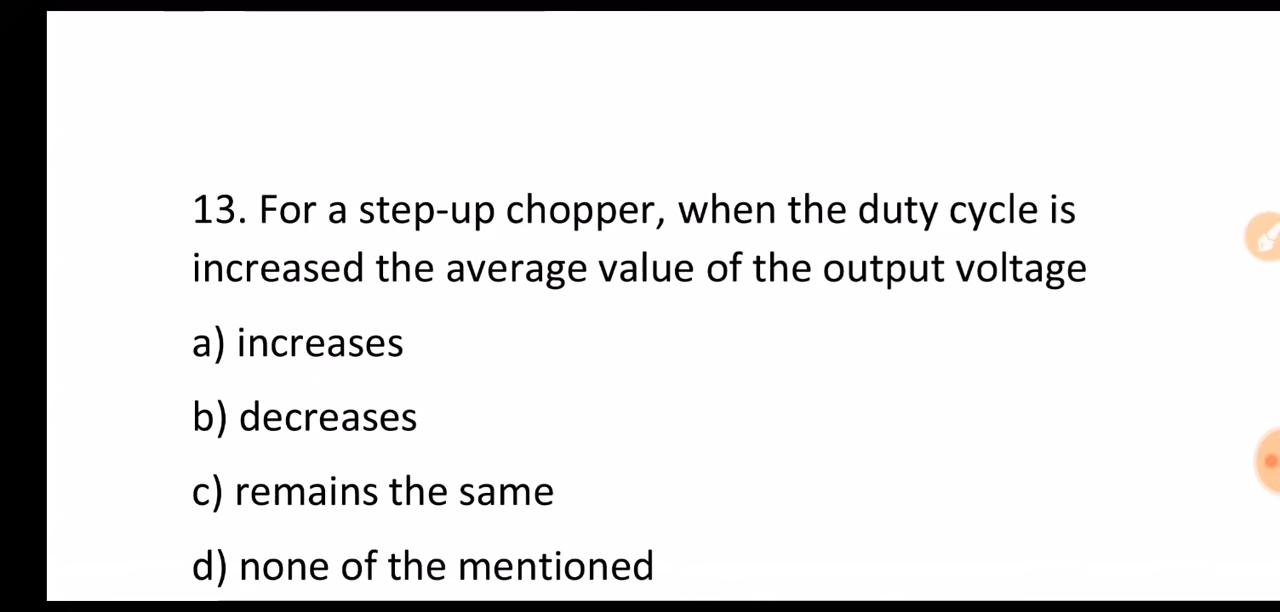 13. For a step-up chopper, when the duty cycle is
increased the average value of the output voltage
a) increases
b) decreases
c) remains the same
d) none of the mentioned